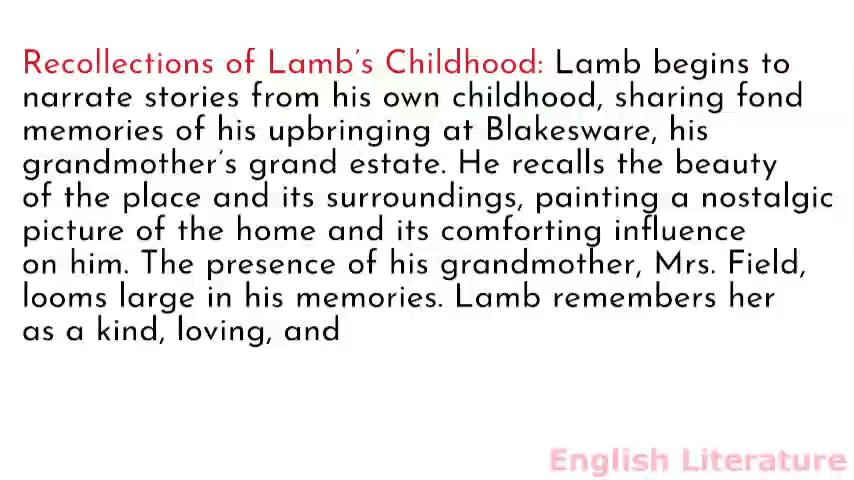 Recollections of Lamb's Childhood: Lamb begins to
narrate stories from his own childhood, sharing fond
memories of his upbringing at Blakesware, his
grandmother's grand estate. He recalls the beauty
of the place and its surroundings, painting a nostalgic
picture of the home and its comforting influence
on him. The presence of his grandmother, Mrs. Field,
looms large in his memories. Lamb remembers her
as a kind, loving, and
English Literature